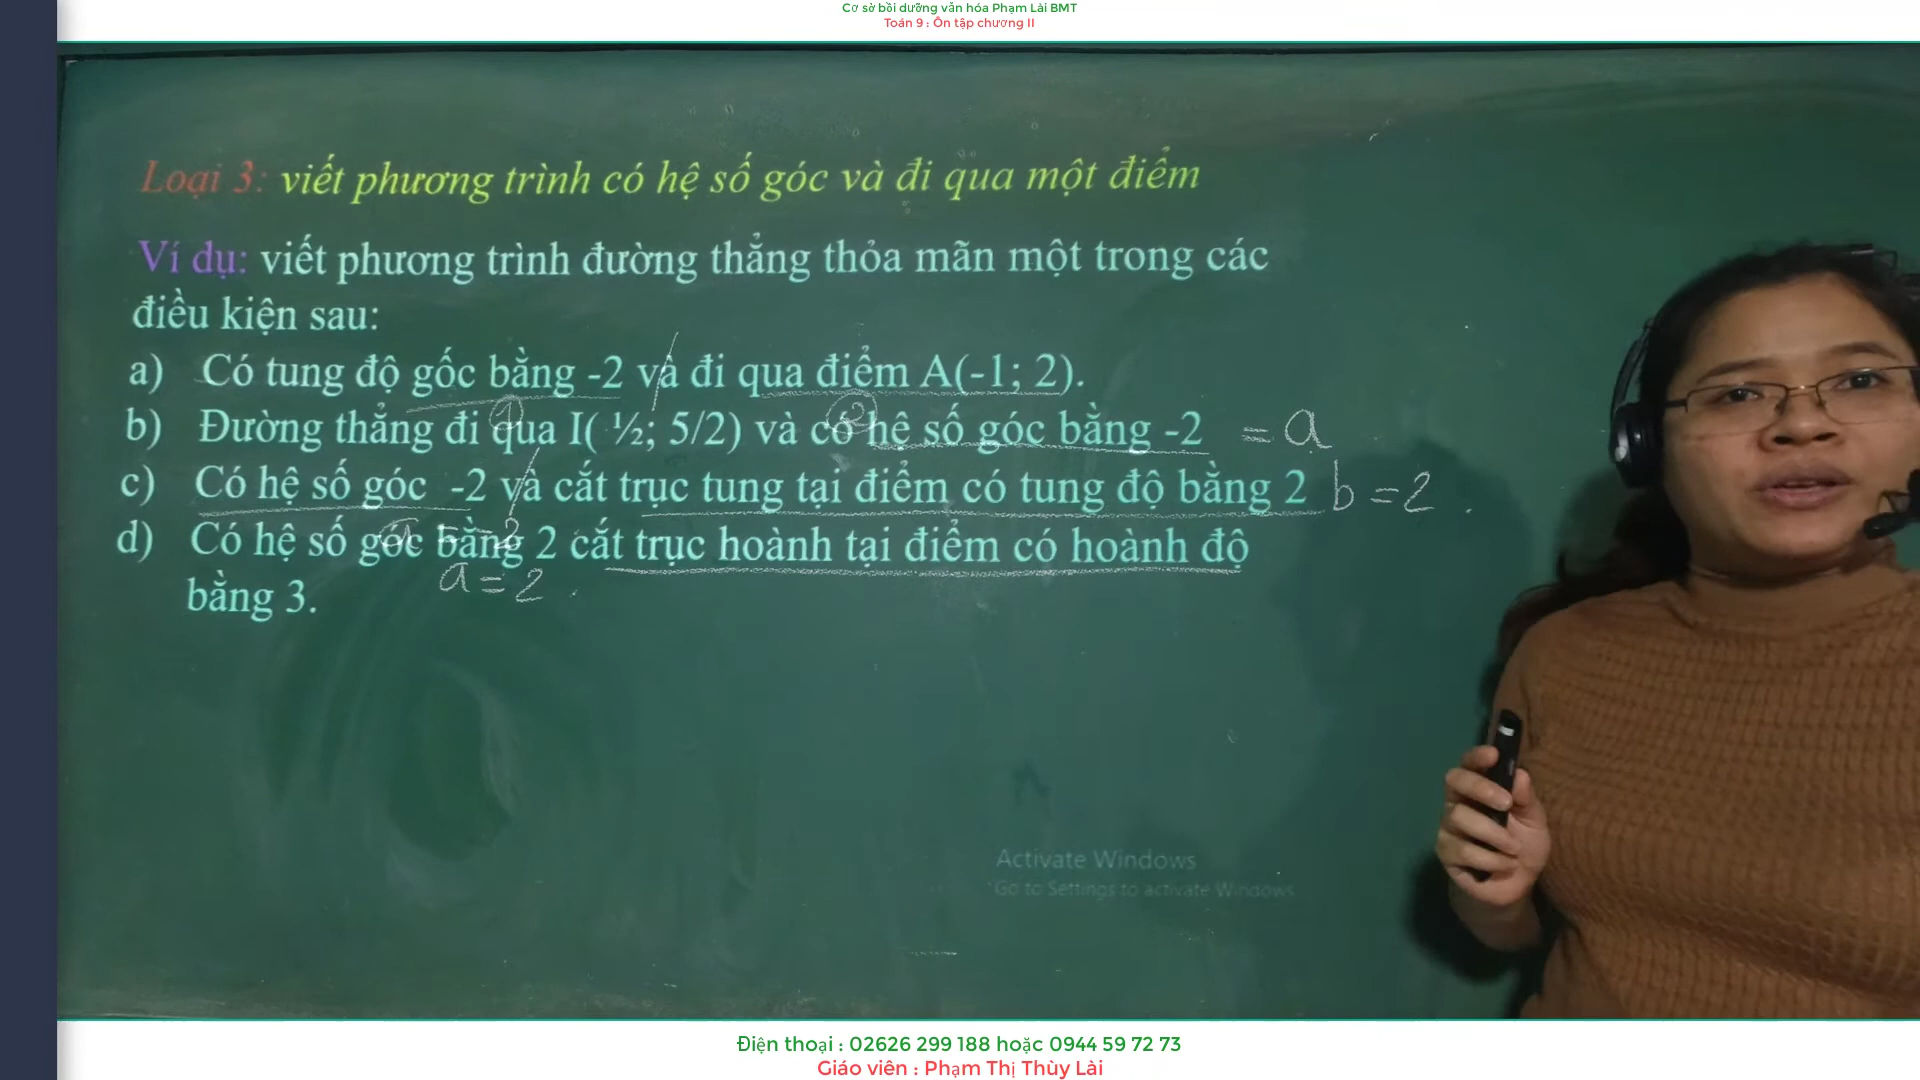 Cơ sở bồi dưỡng văn hóa Phạm Lài BMT
Toán 9 : Ôn tập chương II
Loại 3: viết phương trình có hệ số góc và đi qua một điểm
Ví dụ: viết phương trình đường thẳng thỏa mãn một trong các
điều kiện sau:
a) Có tung độ gốc bằng -2 và đi qua điểm A(-1; 2).
① ②
b) Đường thẳng đi qua I( ½; 5/2) và có hệ số góc bằng -2 = a
c) Có hệ số góc -2 và cắt trục tung tại điểm có tung độ bằng 2 b = 2
a = -2
d) Có hệ số góc bằng 2 cắt trục hoành tại điểm có hoành độ
a = 2
bằng 3.
Activate Windows
Go to Settings to activate Windows
Điện thoại : 02626 299 188 hoặc 0944 59 72 73
Giáo viên : Phạm Thị Thùy Lài